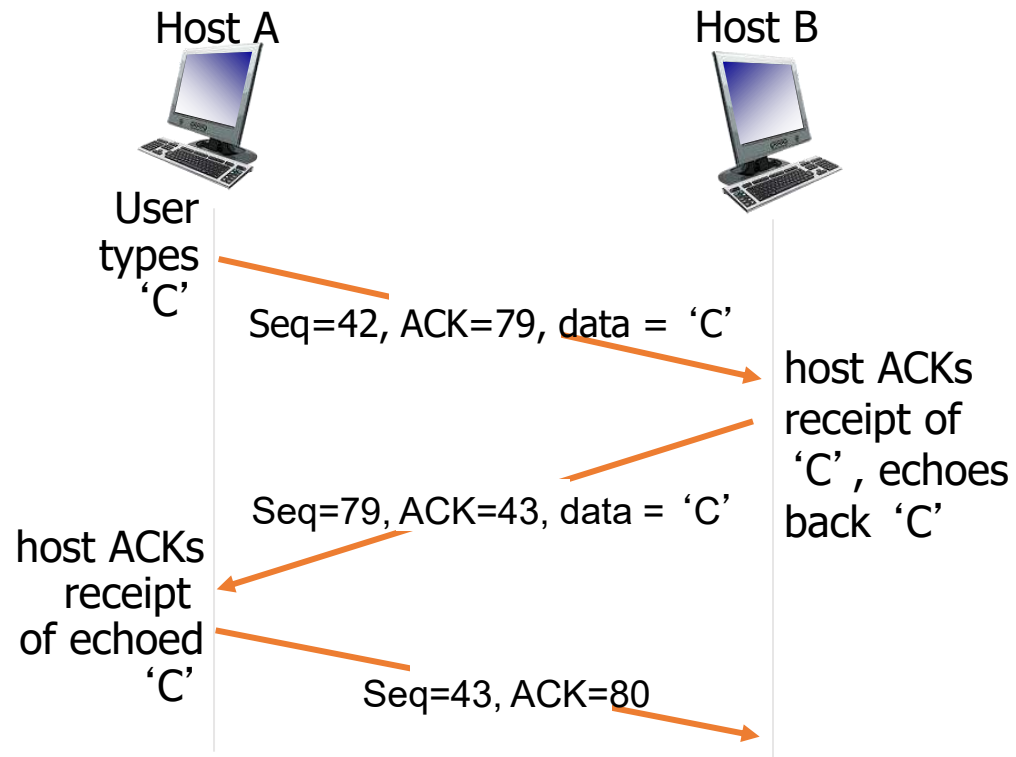 Host A
Host B
User
types
‘C’
Seq=42, ACK=79, data = ‘C’
host ACKs
receipt of
‘C’, echoes
back ‘C’
Seq=79, ACK=43, data = ‘C’
host ACKs
receipt
of echoed
‘C’
Seq=43, ACK=80